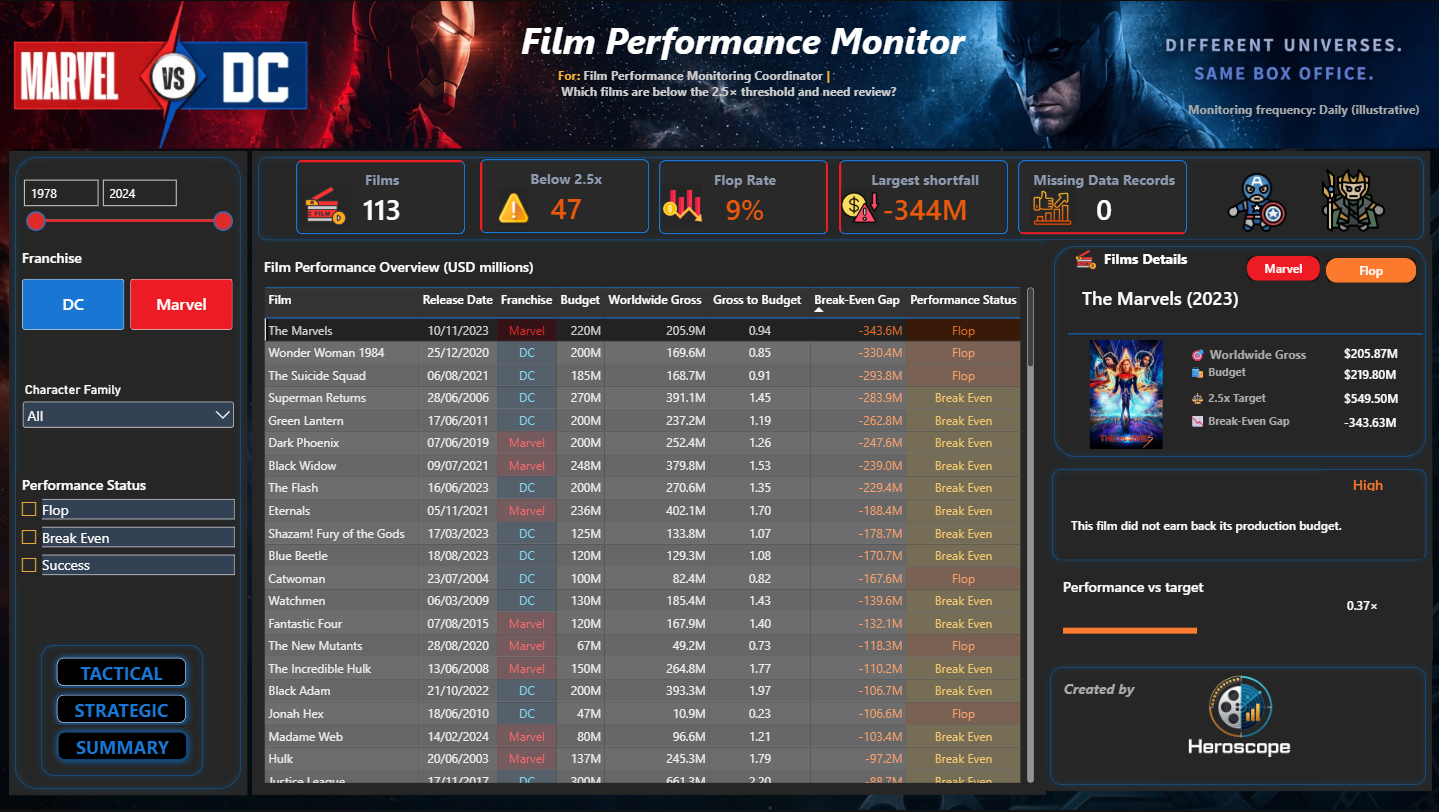 MARVEL VS DC
Film Performance Monitor
For: Film Performance Monitoring Coordinator |
Which films are below the 2.5× threshold and need review?
DIFFERENT UNIVERSES.
SAME BOX OFFICE.
Monitoring frequency: Daily (illustrative)
1978 2024
Franchise
DC Marvel
Character Family
All
Performance Status
Flop
Break Even
Success
TACTICAL
STRATEGIC
SUMMARY
Films
113
Below 2.5x
47
Flop Rate
9%
Largest shortfall
-344M
Missing Data Records
0
Film Performance Overview (USD millions)
Film Release Date Franchise Budget Worldwide Gross Gross to Budget Break-Even Gap Performance Status
The Marvels 10/11/2023 Marvel 220M 205.9M 0.94 -343.6M Flop
Wonder Woman 1984 25/12/2020 DC 200M 169.6M 0.85 -330.4M Flop
The Suicide Squad 06/08/2021 DC 185M 168.7M 0.91 -293.8M Flop
Superman Returns 28/06/2006 DC 270M 391.1M 1.45 -283.9M Break Even
Green Lantern 17/06/2011 DC 200M 237.2M 1.19 -262.8M Break Even
Dark Phoenix 07/06/2019 Marvel 200M 252.4M 1.26 -247.6M Break Even
Black Widow 09/07/2021 Marvel 248M 379.8M 1.53 -239.0M Break Even
The Flash 16/06/2023 DC 200M 270.6M 1.35 -229.4M Break Even
Eternals 05/11/2021 Marvel 236M 402.1M 1.70 -188.4M Break Even
Shazam! Fury of the Gods 17/03/2023 DC 125M 133.8M 1.07 -178.7M Break Even
Blue Beetle 18/08/2023 DC 120M 129.3M 1.08 -170.7M Break Even
Catwoman 23/07/2004 DC 100M 82.4M 0.82 -167.6M Flop
Watchmen 06/03/2009 DC 130M 185.4M 1.43 -139.6M Break Even
Fantastic Four 07/08/2015 Marvel 120M 167.9M 1.40 -132.1M Break Even
The New Mutants 28/08/2020 Marvel 67M 49.2M 0.73 -118.3M Flop
The Incredible Hulk 13/06/2008 Marvel 150M 264.8M 1.77 -110.2M Break Even
Black Adam 21/10/2022 DC 200M 393.3M 1.97 -106.7M Break Even
Jonah Hex 18/06/2010 DC 47M 10.9M 0.23 -106.6M Flop
Madame Web 14/02/2024 Marvel 80M 96.6M 1.21 -103.4M Break Even
Hulk 20/06/2003 Marvel 137M 245.3M 1.79 -97.2M Break Even
Justice League 17/11/2017 DC 300M 661.3M 2.20 -88.7M Break Even
Films Details
Marvel Flop
The Marvels (2023)
Worldwide Gross $205.87M
Budget $219.80M
2.5x Target $549.50M
Break-Even Gap -343.63M
High
This film did not earn back its production budget.
Performance vs target
0.37×
Created by
Heroscope